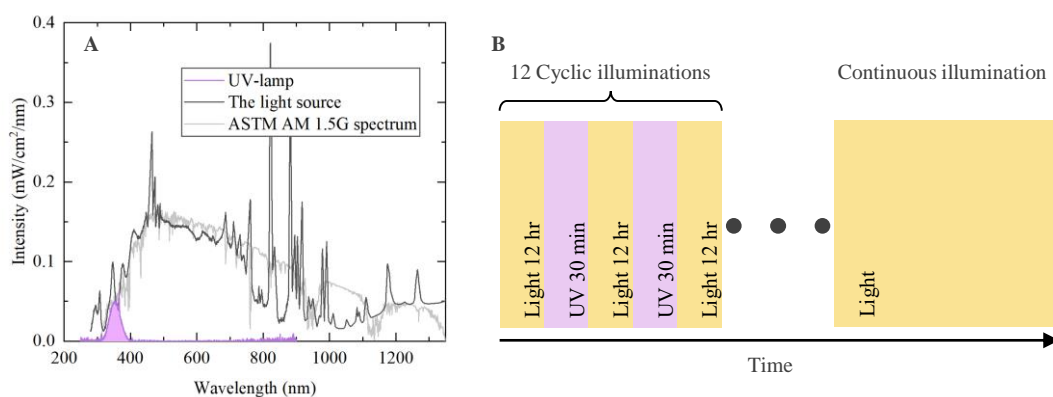 A
0.4
0.3
0.2
0.1
0.0
Intensity (mW/cm²/nm)
UV-lamp
The light source
ASTM AM 1.5G spectrum
200 400 600 800 1000 1200
Wavelength (nm)
B
12 Cyclic illuminations
Continuous illumination
Light 12 hr
UV 30 min
Light 12 hr
UV 30 min
Light 12 hr
Light
Time